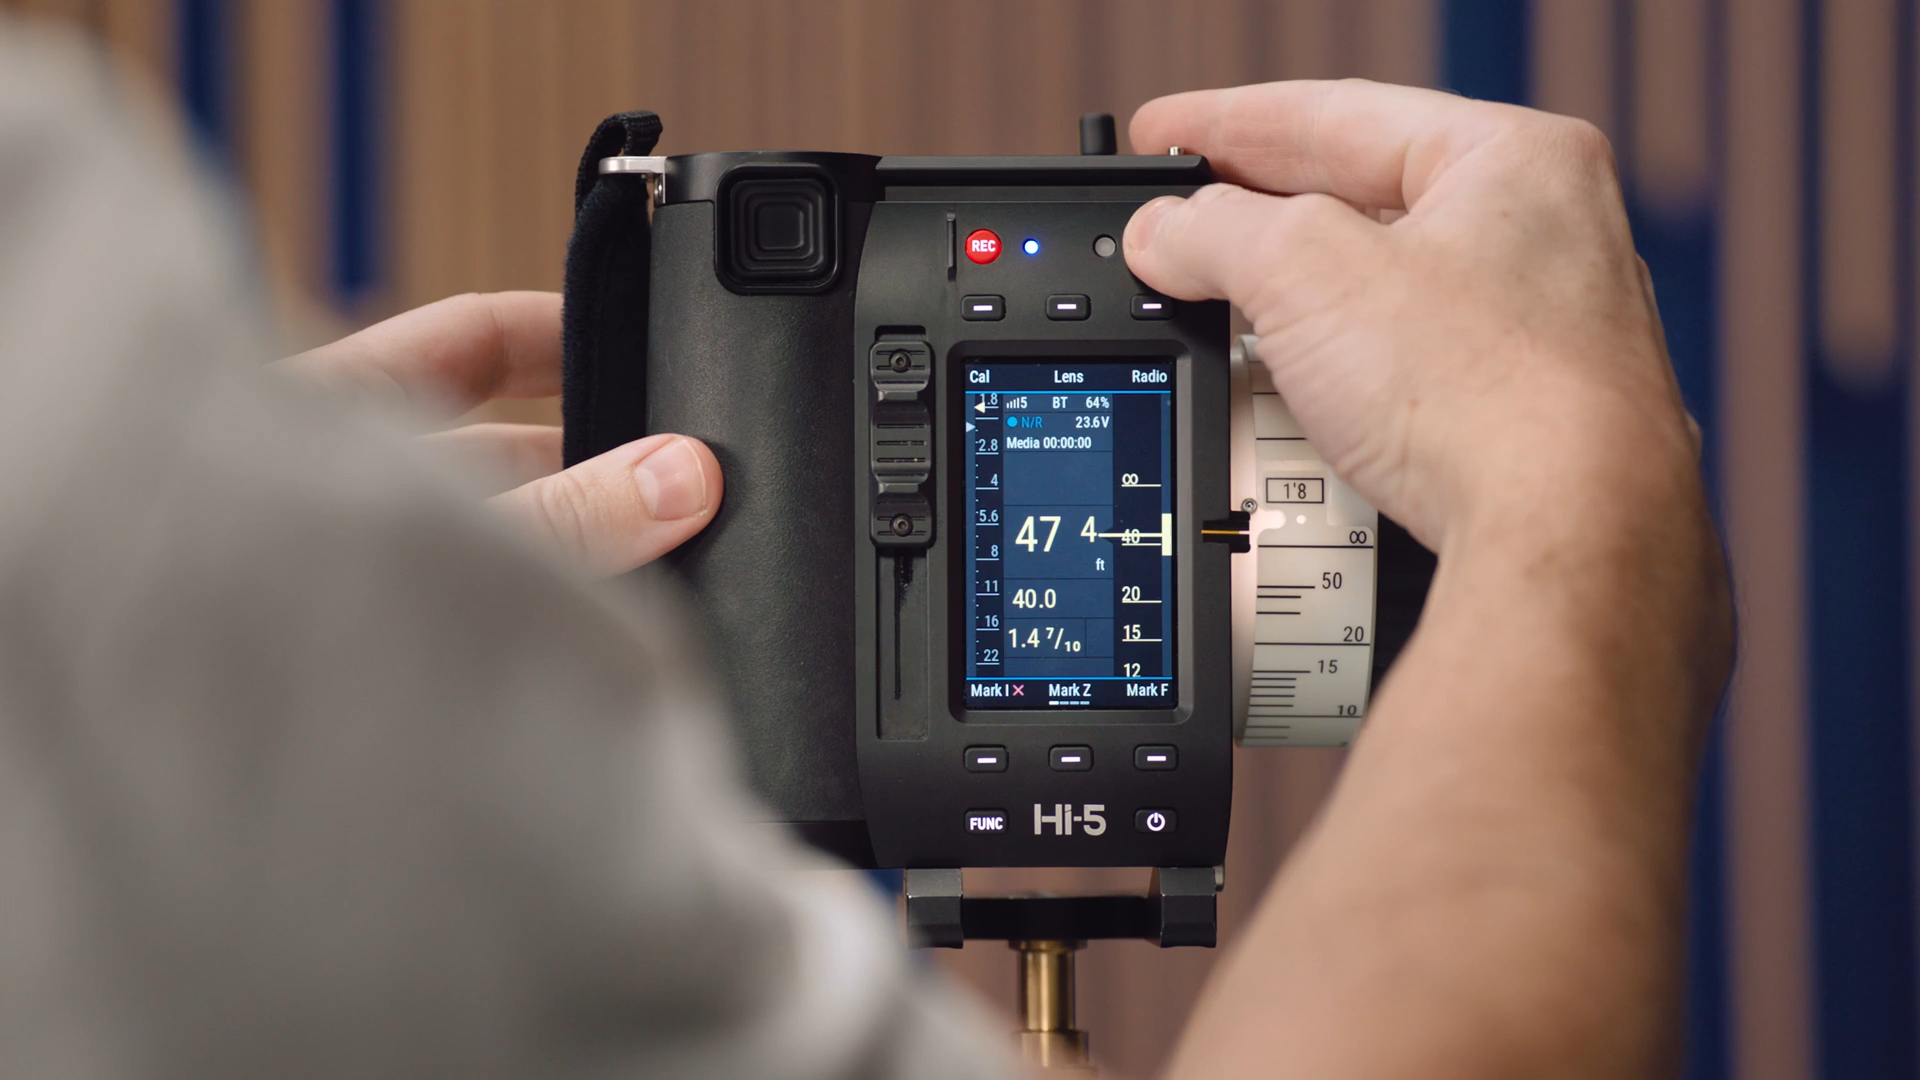 REC
Cal Lens Radio
5 BT 64%
N/R 23.6V
Media 00:00:00
1.8
2.8
4
5.6
8
11
16
22
47 4
ft
40.0
1.4 7/10
∞
40
20
15
12
Mark I × Mark Z Mark F
FUNC Hi-5
1'8
∞
50
20
15
10